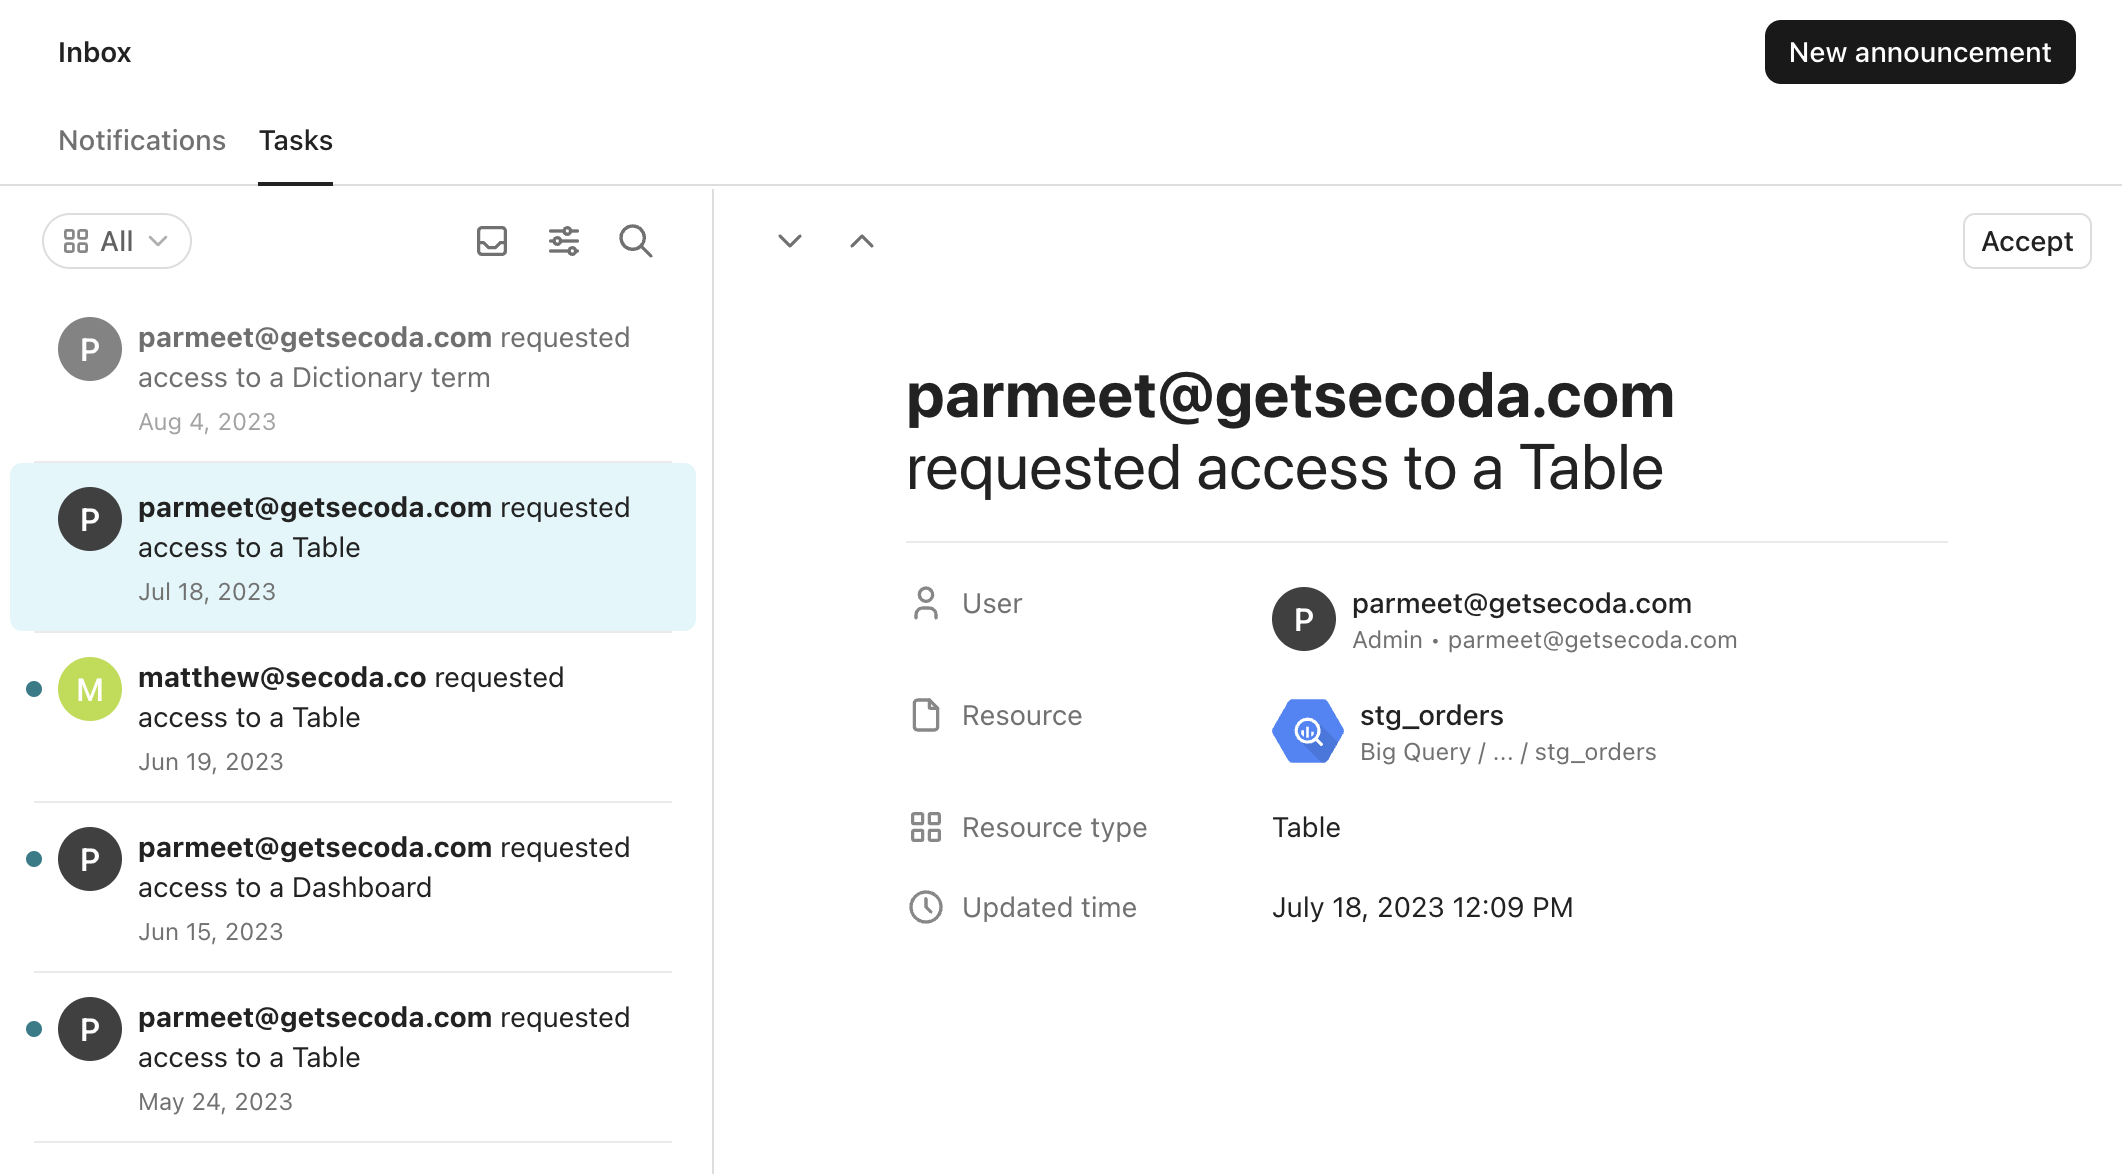 Inbox
New announcement
Notifications
Tasks
All
P
parmeet@getsecoda.com requested
access to a Dictionary term
Aug 4, 2023
P
parmeet@getsecoda.com requested
access to a Table
Jul 18, 2023
M
matthew@secoda.co requested
access to a Table
Jun 19, 2023
P
parmeet@getsecoda.com requested
access to a Dashboard
Jun 15, 2023
P
parmeet@getsecoda.com requested
access to a Table
May 24, 2023
Accept
parmeet@getsecoda.com
requested access to a Table
User
P
parmeet@getsecoda.com
Admin • parmeet@getsecoda.com
Resource
stg_orders
Big Query / ... / stg_orders
Resource type
Table
Updated time
July 18, 2023 12:09 PM